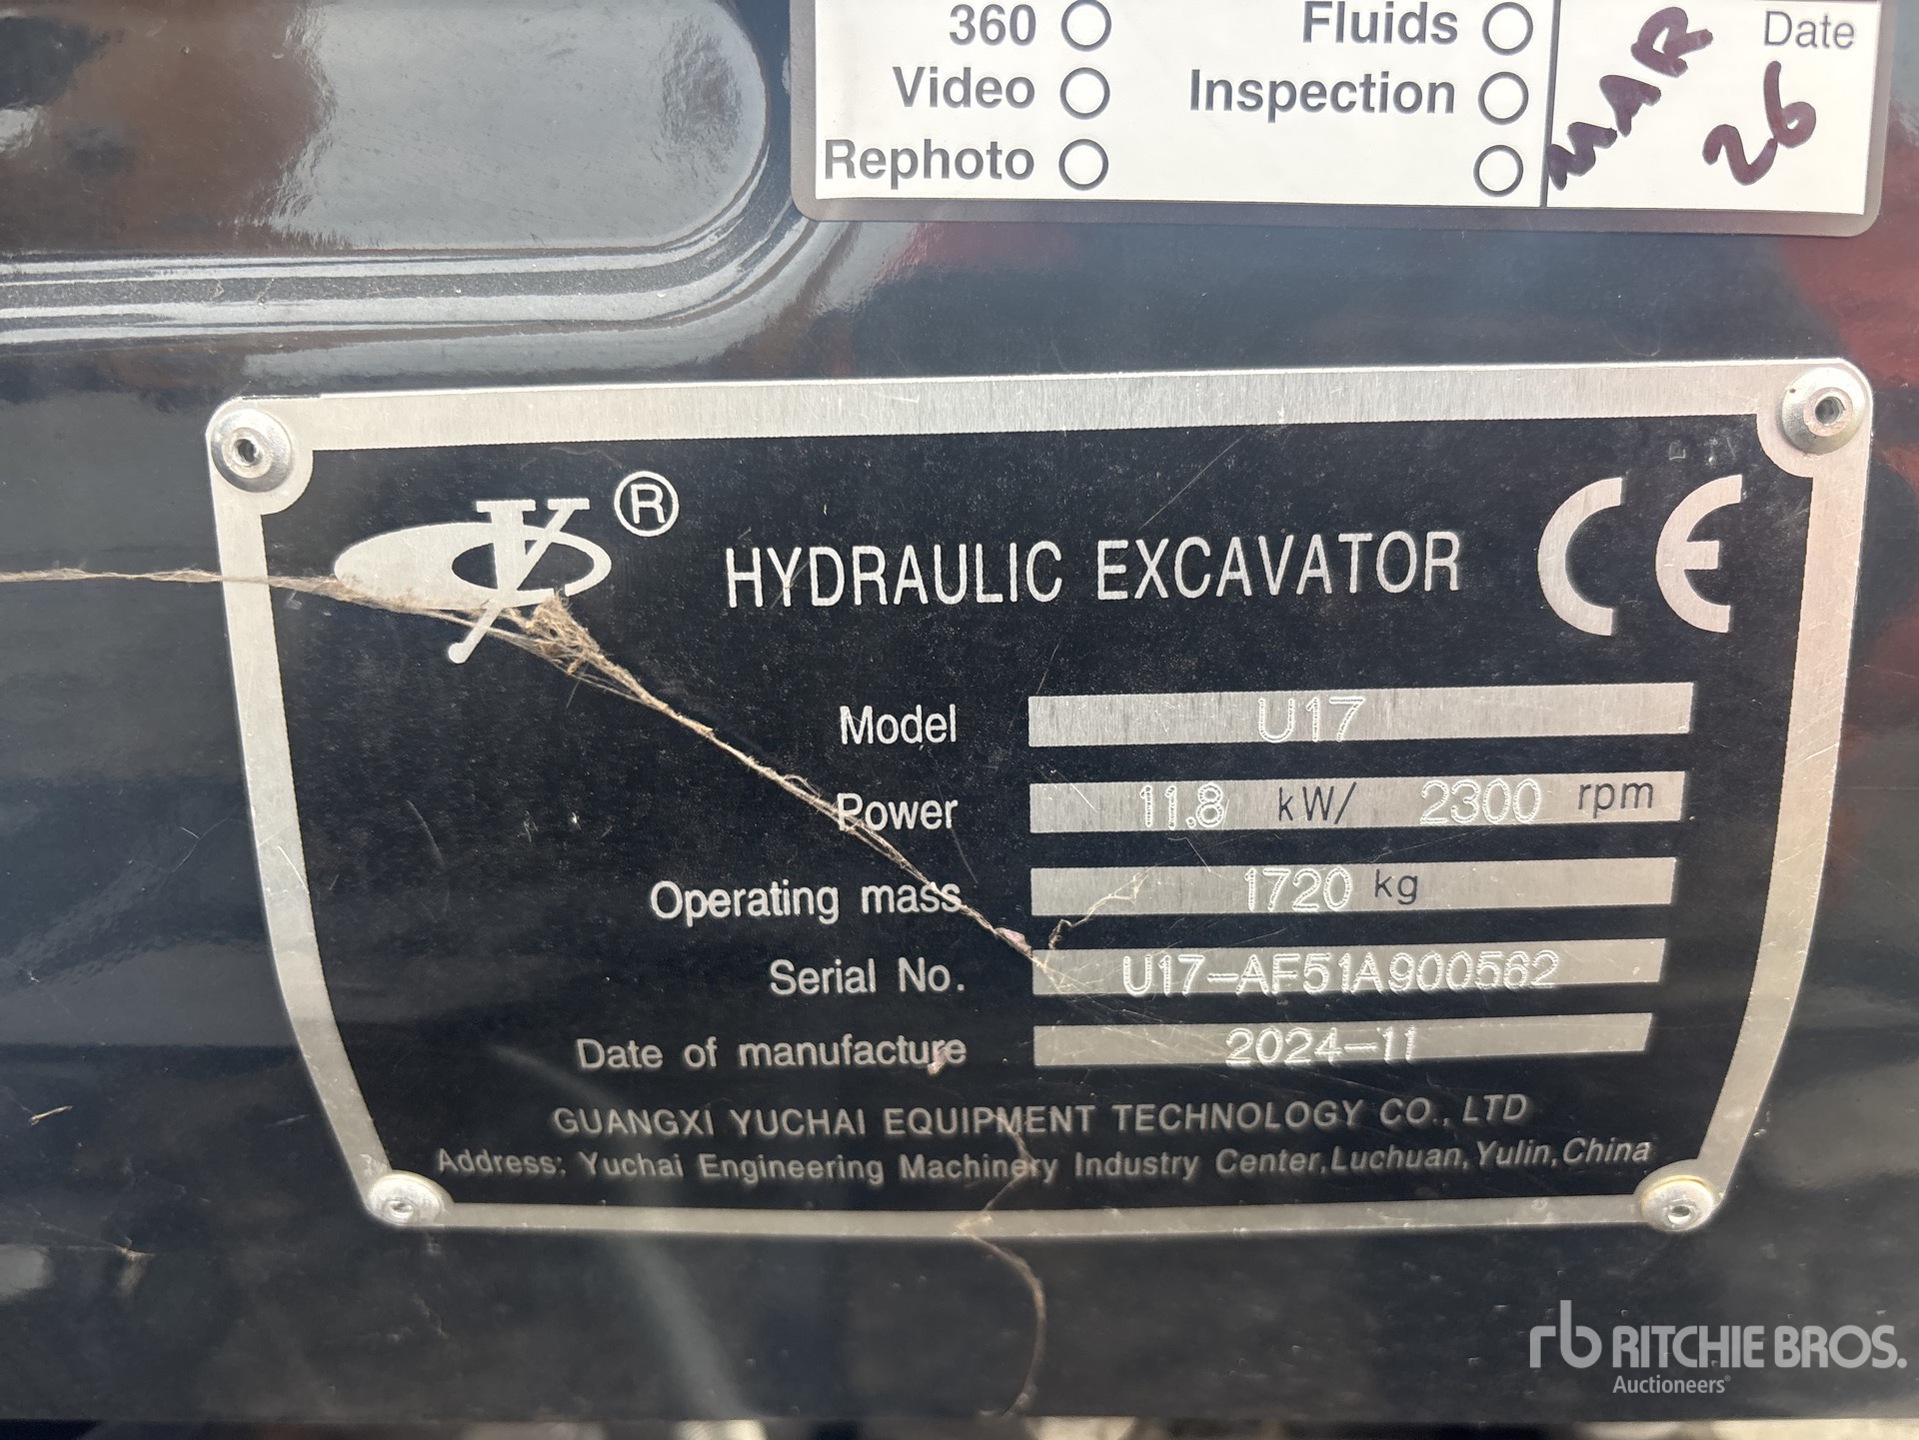 360 Fluids Date
Video Inspection MAR 26
Rephoto
® HYDRAULIC EXCAVATOR CE
Model U17
Power 11.8 kW/ 2300 rpm
Operating mass 1720 kg
Serial No. U17-AF51A900562
Date of manufacture 2024-11
GUANGXI YUCHAI EQUIPMENT TECHNOLOGY CO., LTD
Address: Yuchai Engineering Machinery Industry Center, Luchuan, Yulin, China
rb RITCHIE BROS.
Auctioneers